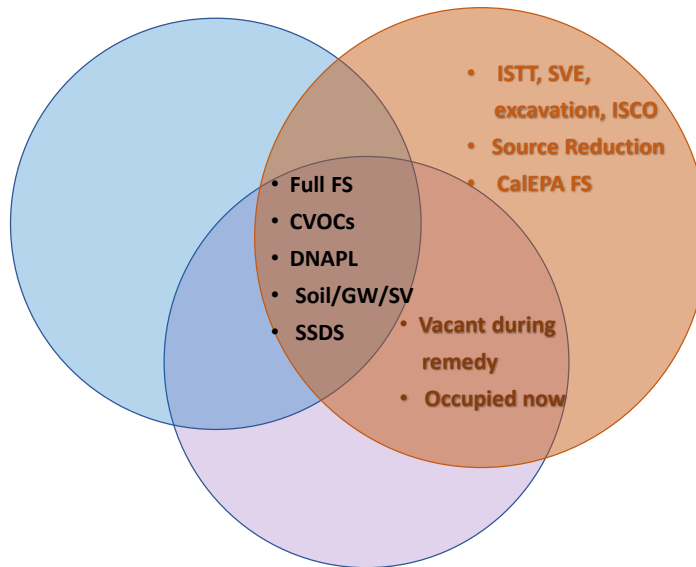 • ISTT, SVE,
excavation, ISCO
• Source Reduction
• CalEPA FS
• Full FS
• CVOCs
• DNAPL
• Soil/GW/SV
• SSDS
• Vacant during
remedy
• Occupied now